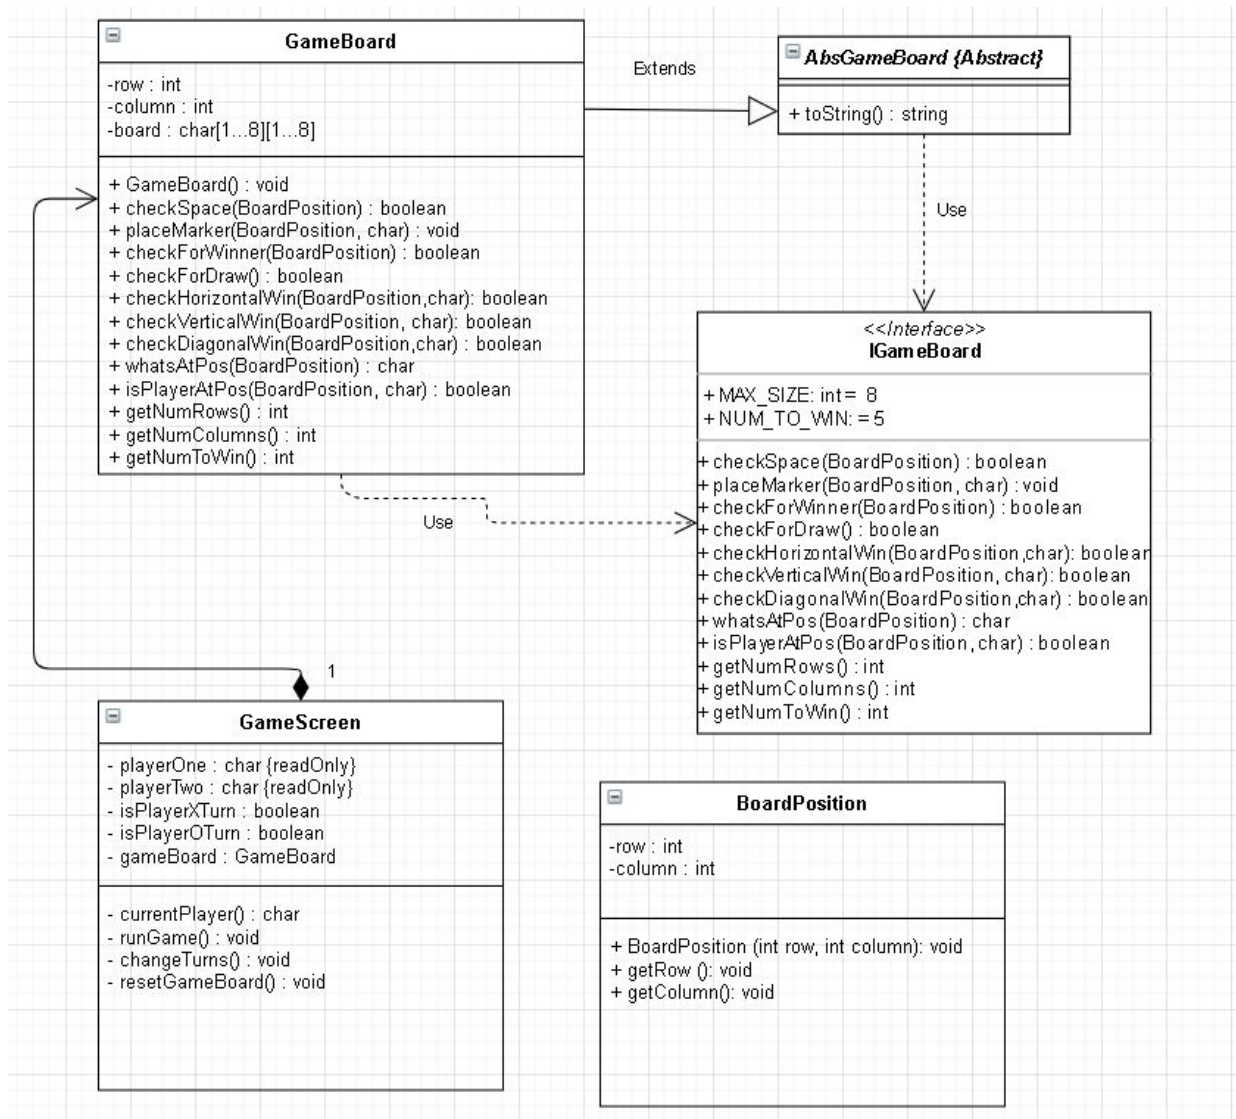 GameBoard
-row : int
-column : int
-board : char[1...8][1...8]
+ GameBoard() : void
+ checkSpace(BoardPosition) : boolean
+ placeMarker(BoardPosition, char) : void
+ checkForWinner(BoardPosition) : boolean
+ checkForDraw() : boolean
+ checkHorizontalWin(BoardPosition,char): boolean
+ checkVerticalWin(BoardPosition, char): boolean
+ checkDiagonalWin(BoardPosition,char) : boolean
+ whatsAtPos(BoardPosition) : char
+ isPlayerAtPos(BoardPosition, char) : boolean
+ getNumRows() : int
+ getNumColumns() : int
+ getNumToWin() : int
Extends
AbsGameBoard {Abstract}
+ toString() : string
Use
<<Interface>>
IGameBoard
+ MAX_SIZE: int = 8
+ NUM_TO_WIN: = 5
+ checkSpace(BoardPosition) : boolean
+ placeMarker(BoardPosition, char) : void
+ checkForWinner(BoardPosition) : boolean
+ checkForDraw() : boolean
+ checkHorizontalWin(BoardPosition,char): boolean
+ checkVerticalWin(BoardPosition, char): boolean
+ checkDiagonalWin(BoardPosition,char) : boolean
+ whatsAtPos(BoardPosition) : char
+ isPlayerAtPos(BoardPosition,char) : boolean
+ getNumRows() : int
+ getNumColumns() : int
+ getNumToWin() : int
Use
1
GameScreen
- playerOne : char {readOnly}
- playerTwo : char {readOnly}
- isPlayerXTurn : boolean
- isPlayerOTurn : boolean
- gameBoard : GameBoard
- currentPlayer() : char
- runGame() : void
- changeTurns() : void
- resetGameBoard() : void
BoardPosition
-row : int
-column : int
+ BoardPosition (int row, int column): void
+ getRow (): void
+ getColumn(): void